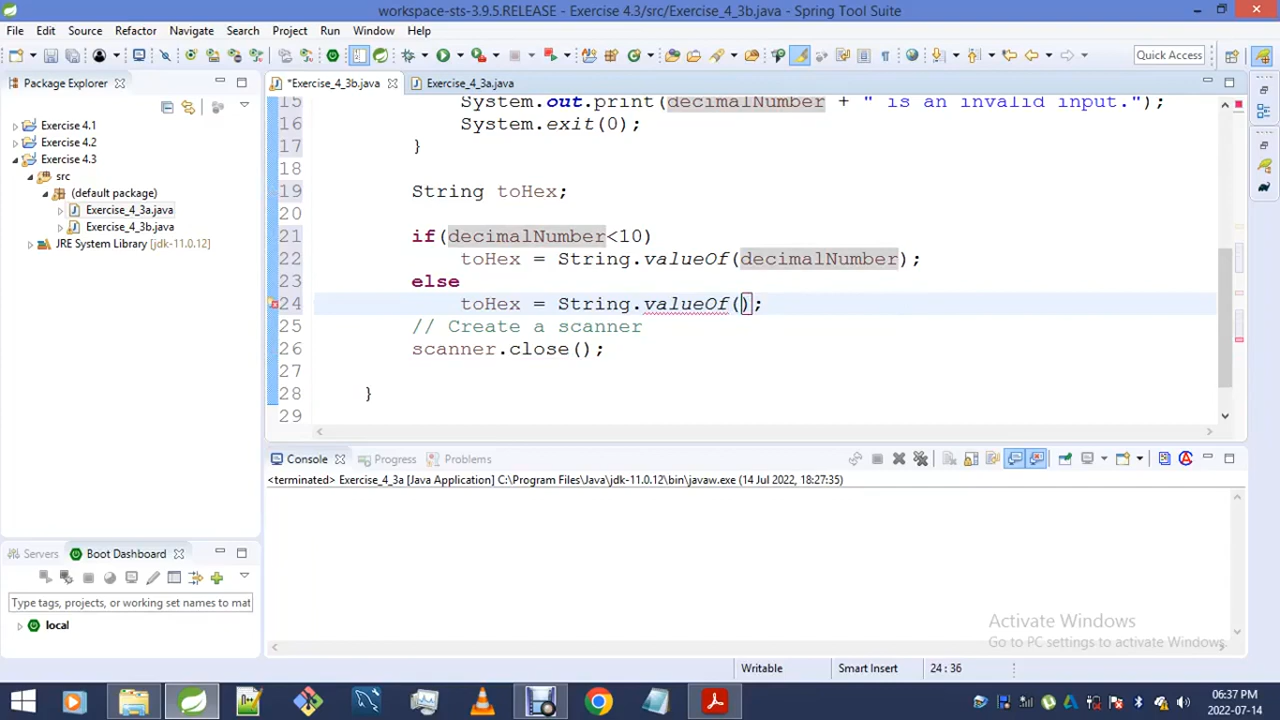 workspace-sts-3.9.5.RELEASE - Exercise 4.3/src/Exercise_4_3b.java - Spring Tool Suite
File Edit Source Refactor Navigate Search Project Run Window Help
Quick Access
Package Explorer
*Exercise_4_3b.java
Exercise_4_3a.java
Exercise 4.1
Exercise 4.2
Exercise 4.3
src
(default package)
Exercise_4_3a.java
Exercise_4_3b.java
JRE System Library [jdk-11.0.12]
15 System.out.print(decimalNumber + " is an invalid input.");
16 System.exit(0);
17 }
18
19 String toHex;
20
21 if(decimalNumber<10)
22 toHex = String.valueOf(decimalNumber);
23 else
24 toHex = String.valueOf();
25 // Create a scanner
26 scanner.close();
27
28 }
29
Console Progress Problems
<terminated> Exercise_4_3a [Java Application] C:\Program Files\Java\jdk-11.0.12\bin\javaw.exe (14 Jul 2022, 18:27:35)
Servers Boot Dashboard
Type tags, projects, or working set names to mat
local
Activate Windows
Go to PC settings to activate Windows.
Writable Smart Insert 24 : 36
06:37 PM
2022-07-14